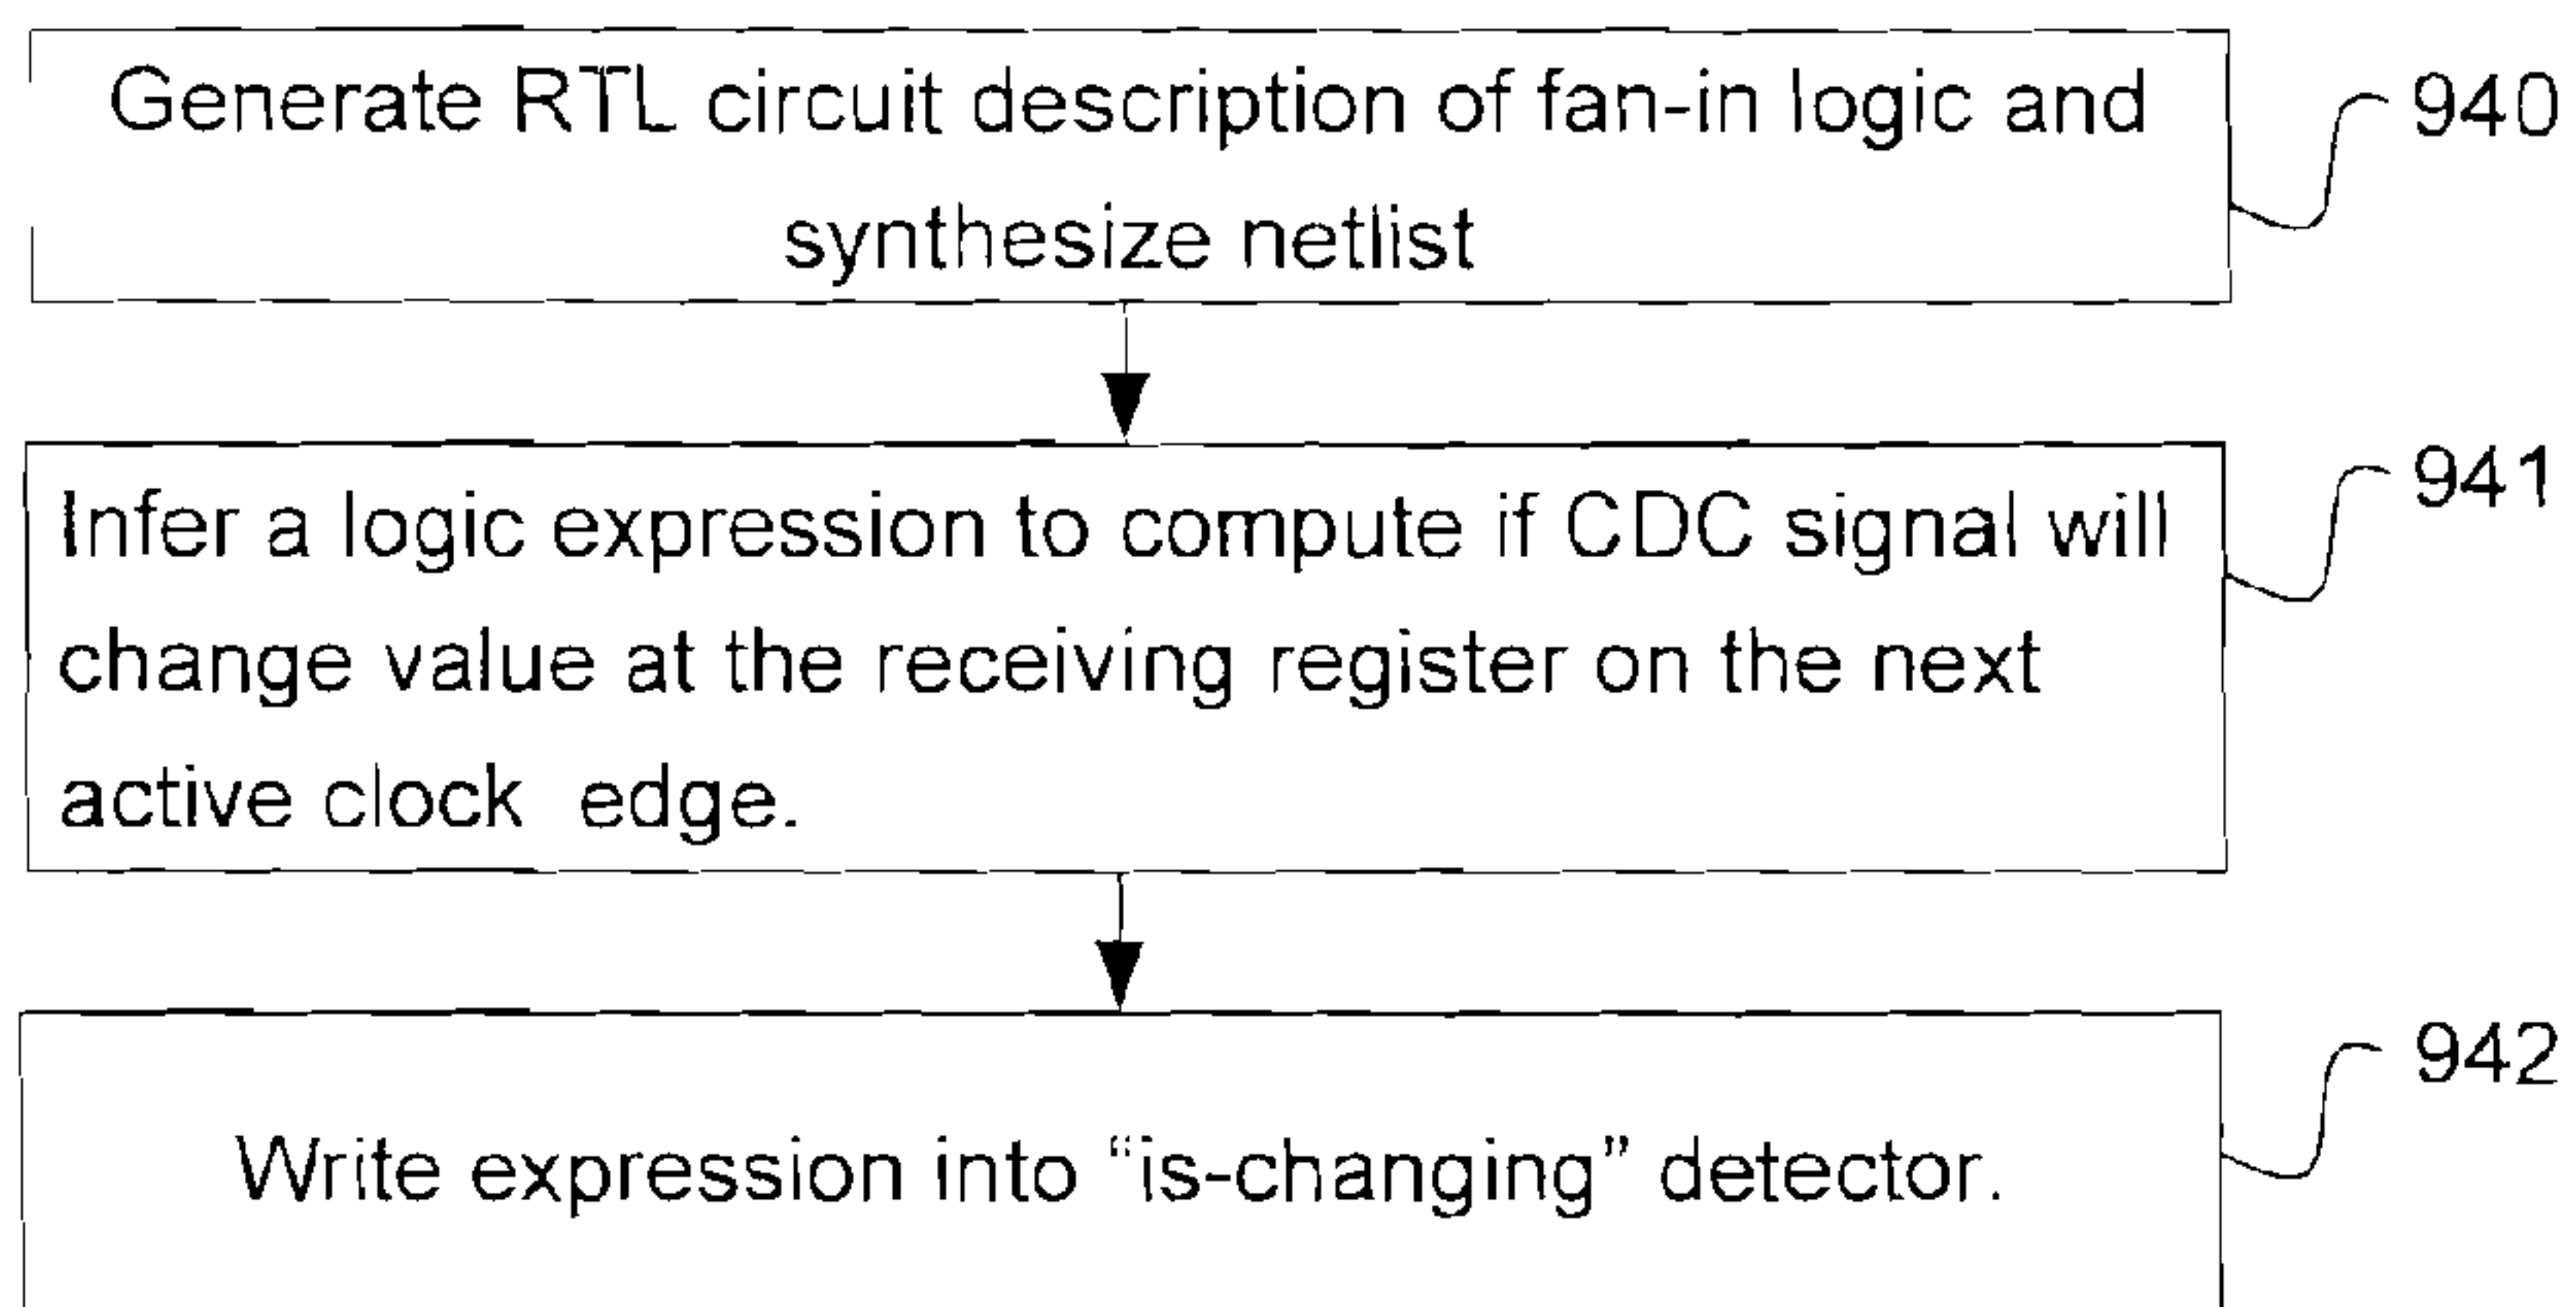 Generate RTL circuit description of fan-in logic and
synthesize netlist
940
Infer a logic expression to compute if CDC signal will
change value at the receiving register on the next
active clock edge.
941
Write expression into “is-changing” detector.
942